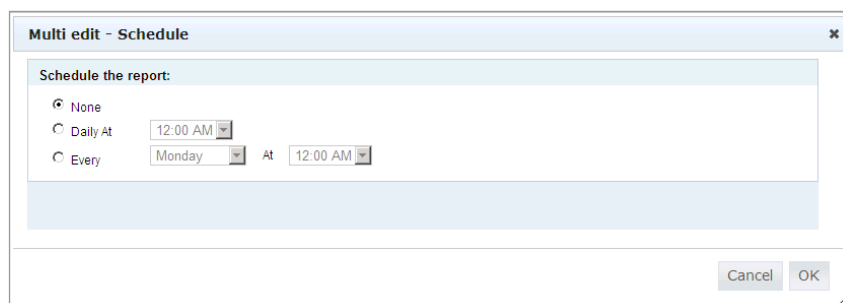 Multi edit - Schedule
Schedule the report:
None
Daily At 12:00 AM
Every Monday At 12:00 AM
Cancel OK